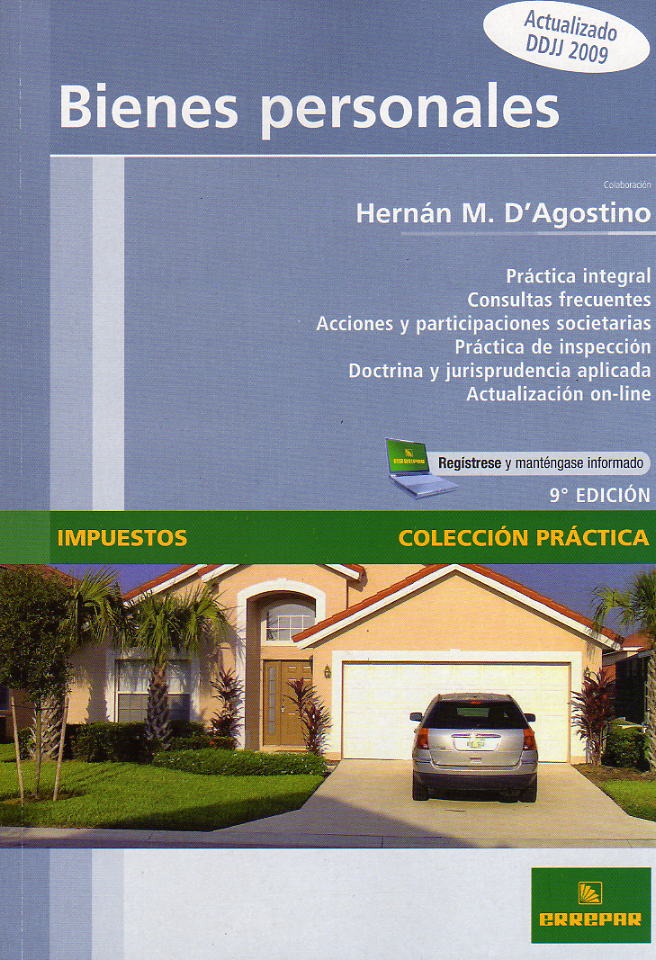 Actualizado
DDJJ 2009
Bienes personales
Colaboración
Hernán M. D'Agostino
Práctica integral
Consultas frecuentes
Acciones y participaciones societarias
Práctica de inspección
Doctrina y jurisprudencia aplicada
Actualización on-line
ERREPAR
Regístrese y manténgase informado
9° EDICIÓN
IMPUESTOS
COLECCIÓN PRÁCTICA
ERREPAR